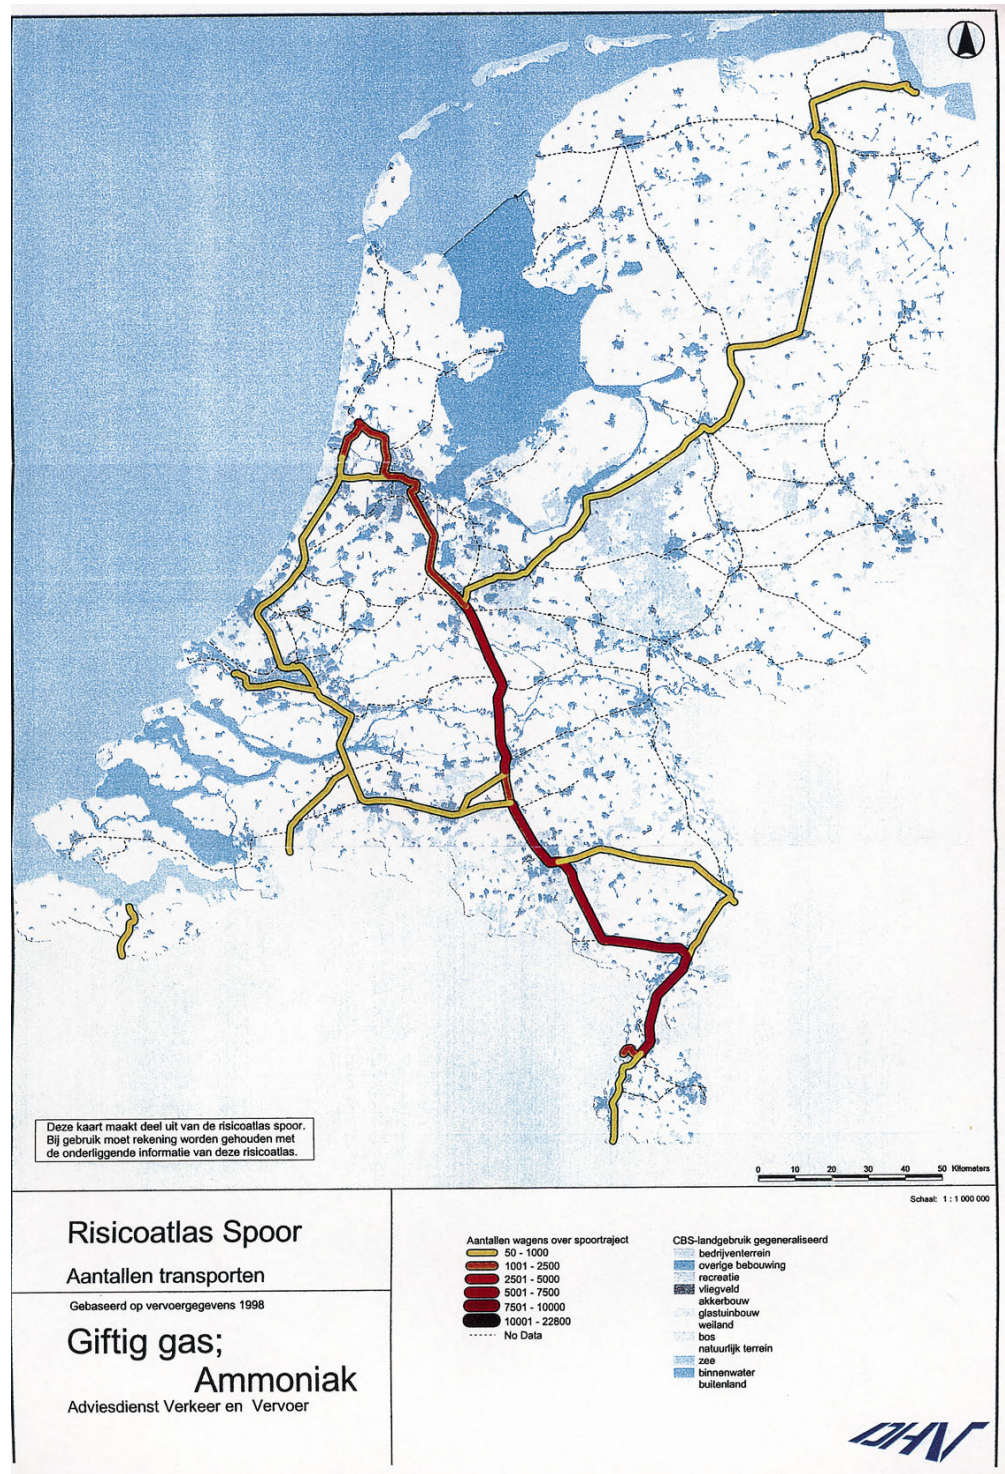 Deze kaart maakt deel uit van de risicoatlas spoor.
Bij gebruik moet rekening worden gehouden met
de onderliggende informatie van deze risicoatlas.
0 10 20 30 40 50 Kilometers
Schaal: 1 : 1 000 000
Risicoatlas Spoor
Aantallen transporten
Gebaseerd op vervoergegevens 1998
Giftig gas;
Ammoniak
Adviesdienst Verkeer en Vervoer
Aantallen wagens over spoortraject
50 - 1000
1001 - 2500
2501 - 5000
5001 - 7500
7501 - 10000
10001 - 22800
No Data
CBS-landgebruik gegeneraliseerd
bedrijventerrein
overige bebouwing
recreatie
vliegveld
akkerbouw
glastuinbouw
weiland
bos
natuurlijk terrein
zee
binnenwater
buitenland
DHV